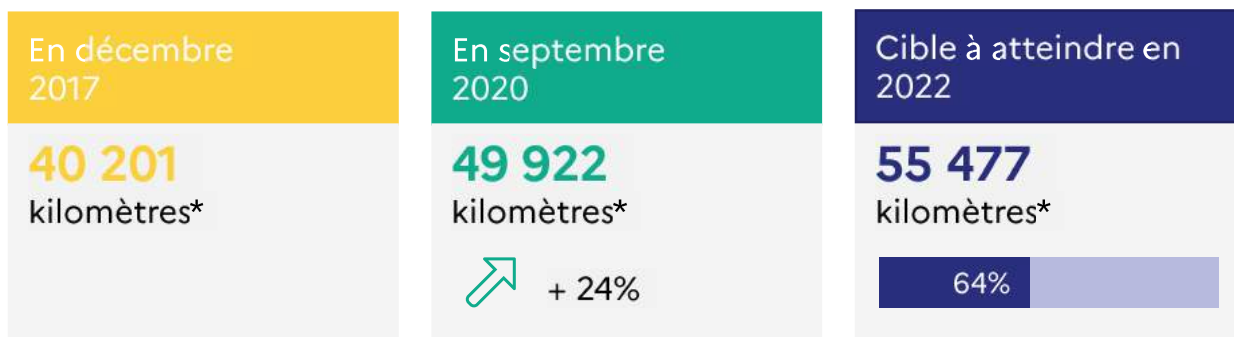 En décembre
2017
40 201
kilomètres*
En septembre
2020
49 922
kilomètres*
+ 24%
Cible à atteindre en
2022
55 477
kilomètres*
64%